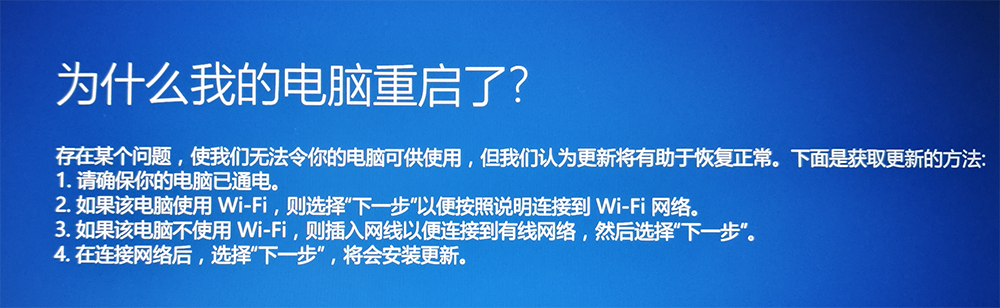 为什么我的电脑重启了?
存在某个问题，使我们无法令你的电脑可供使用，但我们认为更新将有助于恢复正常。下面是获取更新的方法:
1. 请确保你的电脑已通电。
2. 如果该电脑使用 Wi-Fi，则选择“下一步”以便按照说明连接到 Wi-Fi 网络。
3. 如果该电脑不使用 Wi-Fi，则插入网线以便连接到有线网络，然后选择“下一步”。
4. 在连接网络后，选择“下一步”，将会安装更新。